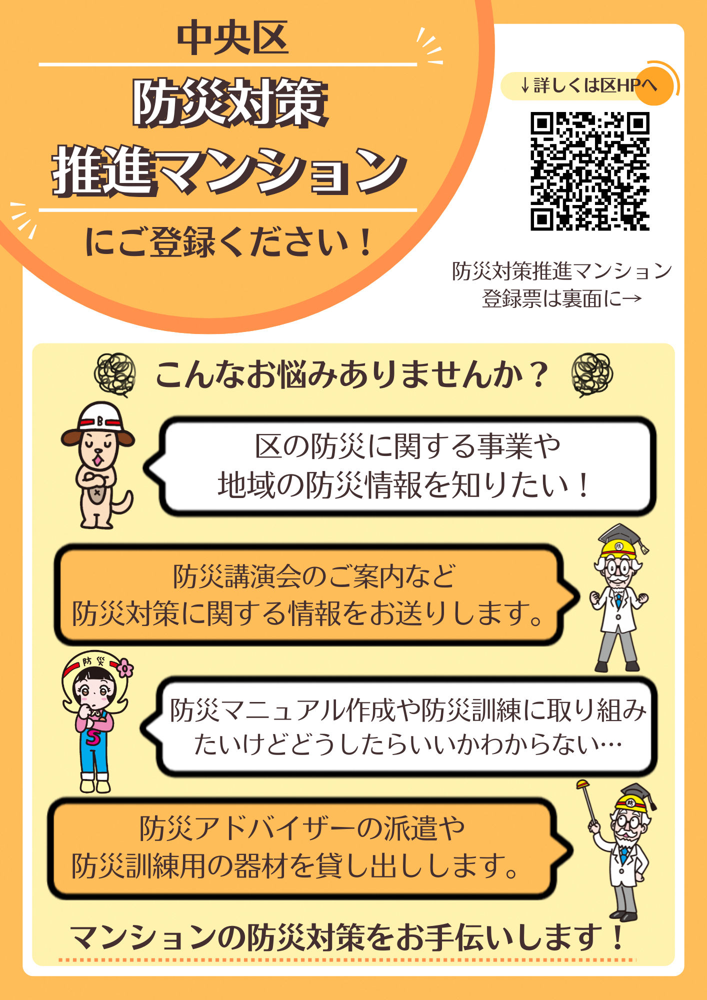 中央区
防災対策
推進マンション
にご登録ください！
↓詳しくは区HPへ
防災対策推進マンション
登録票は裏面に→
こんなお悩みありませんか？
B
区の防災に関する事業や
地域の防災情報を知りたい！
防
防災講演会のご案内など
防災対策に関する情報をお送りします。
防災
S
防災マニュアル作成や防災訓練に取り組み
たいけどどうしたらいいかわからない…
防
防災アドバイザーの派遣や
防災訓練用の器材を貸し出しします。
マンションの防災対策をお手伝いします！